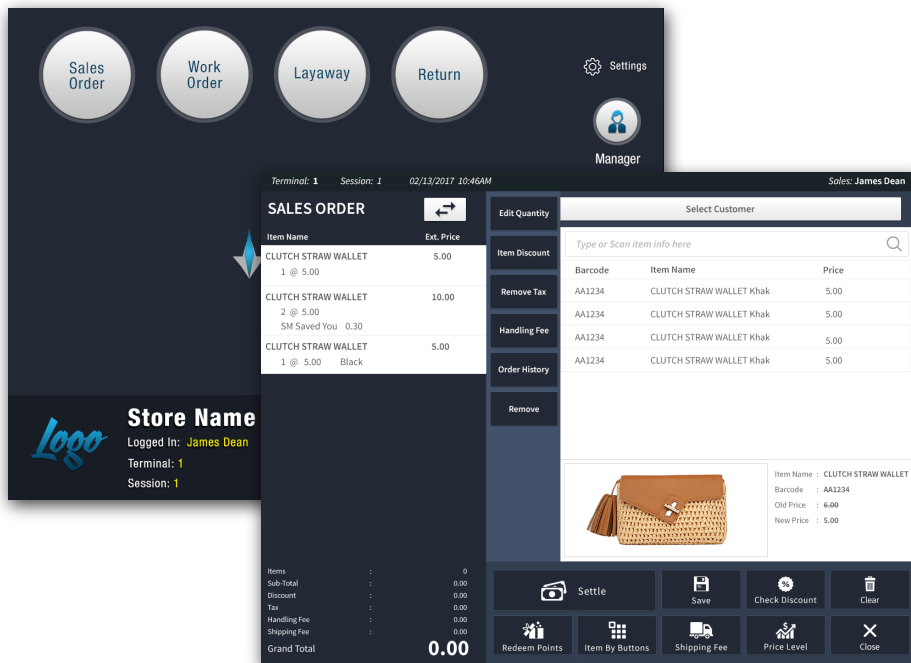 Sales Order
Work Order
Layaway
Return
Settings
Manager
Logo
Store Name
Logged In: James Dean
Terminal: 1
Session: 1
Terminal: 1 Session: 1 02/13/2017 10:46AM Sales: James Dean
SALES ORDER
Item Name Ext. Price
CLUTCH STRAW WALLET 5.00
1 @ 5.00
CLUTCH STRAW WALLET 10.00
2 @ 5.00
SM Saved You 0.30
CLUTCH STRAW WALLET 5.00
1 @ 5.00 Black
Items : 0
Sub-Total : 0.00
Discount : 0.00
Tax : 0.00
Handling Fee : 0.00
Shipping Fee : 0.00
Grand Total 0.00
Edit Quantity
Item Discount
Remove Tax
Handling Fee
Order History
Remove
Select Customer
Type or Scan item info here
Barcode Item Name Price
AA1234 CLUTCH STRAW WALLET Khak 5.00
AA1234 CLUTCH STRAW WALLET Khak 5.00
AA1234 CLUTCH STRAW WALLET Khak 5.00
AA1234 CLUTCH STRAW WALLET Khak 5.00
Item Name : CLUTCH STRAW WALLET
Barcode : AA1234
Old Price : 6.00
New Price : 5.00
Settle
Save
Check Discount
Clear
Redeem Points
Item By Buttons
Shipping Fee
Price Level
Close